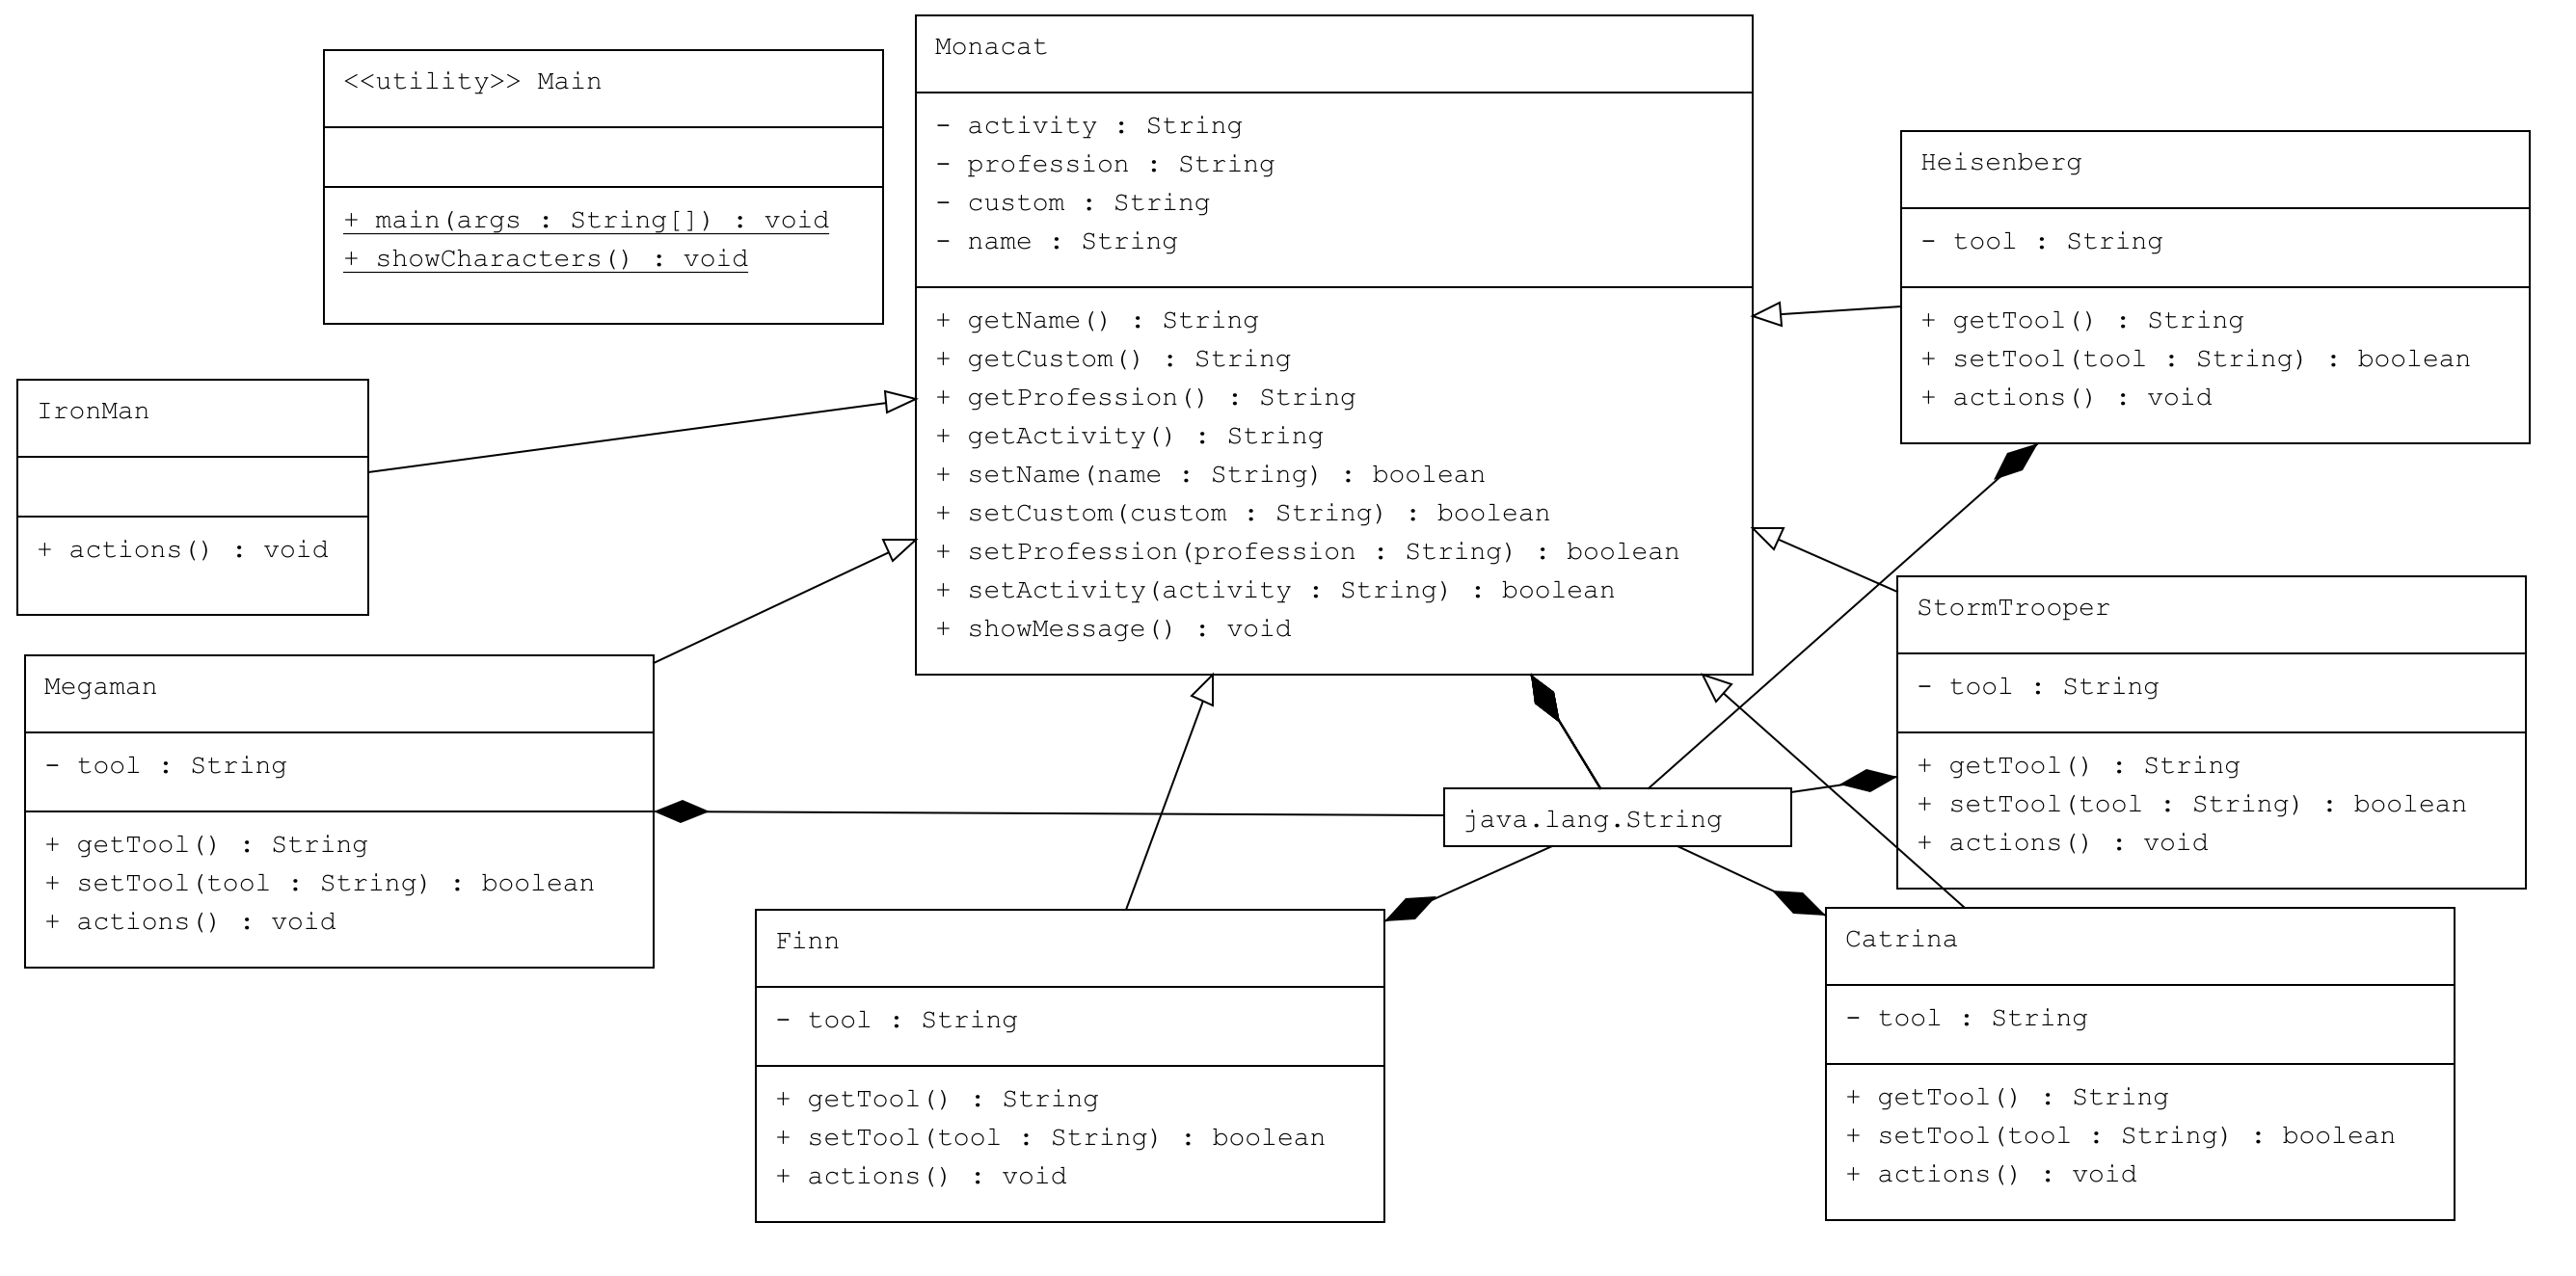 Monacat
- activity : String
- profession : String
- custom : String
- name : String
+ getName() : String
+ getCustom() : String
+ getProfession() : String
+ getActivity() : String
+ setName(name : String) : boolean
+ setCustom(custom : String) : boolean
+ setProfession(profession : String) : boolean
+ setActivity(activity : String) : boolean
+ showMessage() : void
<<utility>> Main
+ main(args : String[]) : void
+ showCharacters() : void
Heisenberg
- tool : String
+ getTool() : String
+ setTool(tool : String) : boolean
+ actions() : void
IronMan
+ actions() : void
StormTrooper
- tool : String
+ getTool() : String
+ setTool(tool : String) : boolean
+ actions() : void
Megaman
- tool : String
+ getTool() : String
+ setTool(tool : String) : boolean
+ actions() : void
java.lang.String
Finn
- tool : String
+ getTool() : String
+ setTool(tool : String) : boolean
+ actions() : void
Catrina
- tool : String
+ getTool() : String
+ setTool(tool : String) : boolean
+ actions() : void